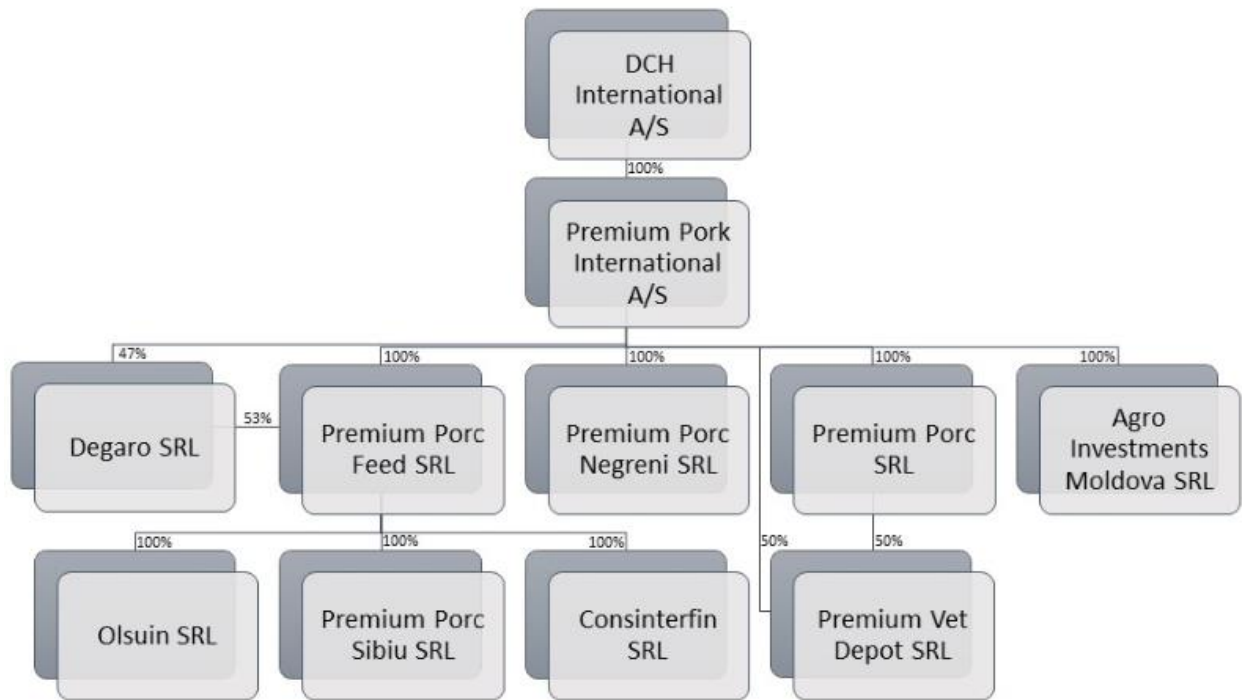 DCH
International
A/S
100%
Premium Pork
International
A/S
47%
100%
100%
100%
100%
Degaro SRL
53%
Premium Porc
Feed SRL
Premium Porc
Negreni SRL
Premium Porc
SRL
Agro
Investments
Moldova SRL
100%
100%
100%
50%
50%
Olsuin SRL
Premium Porc
Sibiu SRL
Consinterfin
SRL
Premium Vet
Depot SRL